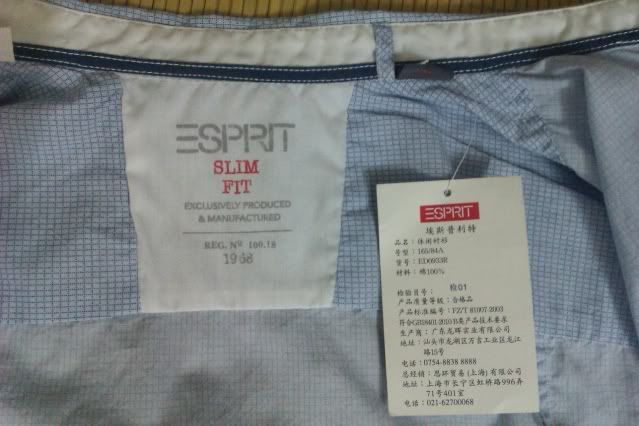 ESPRIT
SLIM
FIT
EXCLUSIVELY PRODUCED
& MANUFACTURED
REG. Nº 100.18
1968
ESPRIT
埃斯普利特
品名：休闲衬衫
号型：165/84A
货号：ED0933R
材料：棉100%
检验员号： 检01
产品质量等级：合格品
产品标准编号：FZ/T 81007-2003
符合GB18401-2010 B类产品技术要求
生产商：广东龙晖实业有限公司
地址：汕头市龙湖区万吉工业区龙江
路15号
电话：0754-8838 8888
总经销：思环贸易(上海)有限公司
地址：上海市长宁区虹桥路996弄
71号401室
电话：021-62700068